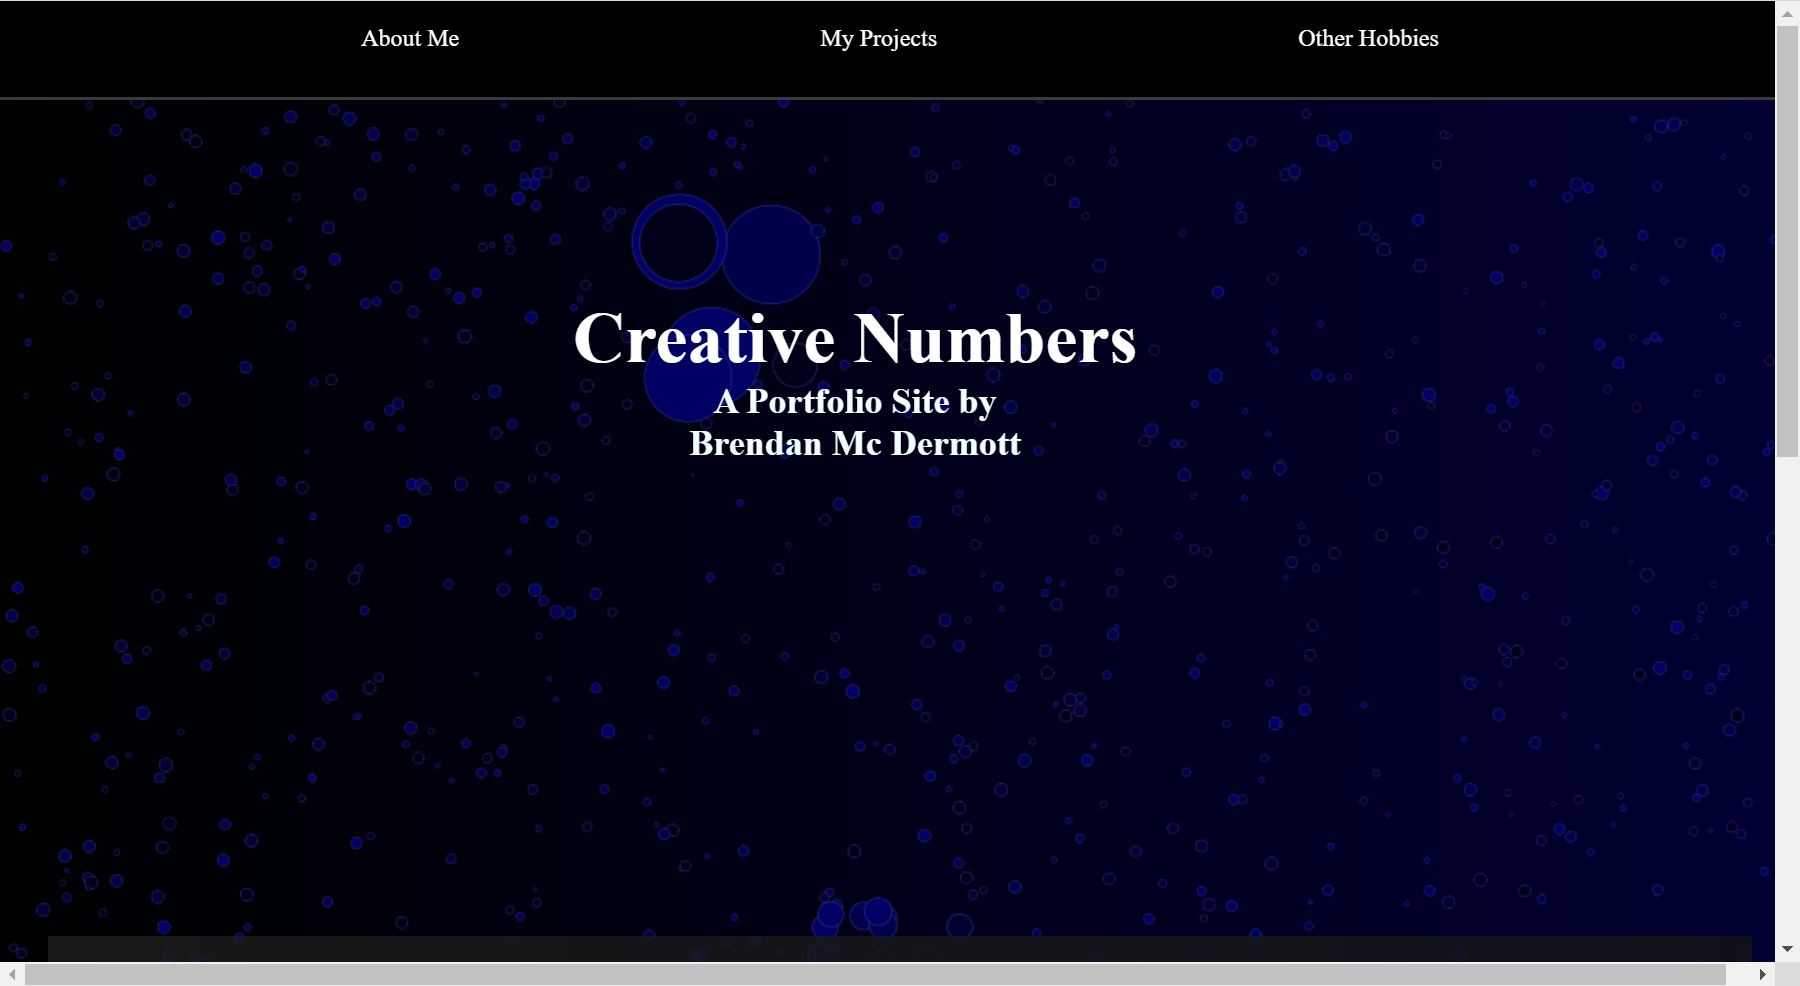 About Me
My Projects
Other Hobbies
Creative Numbers
A Portfolio Site by
Brendan Mc Dermott